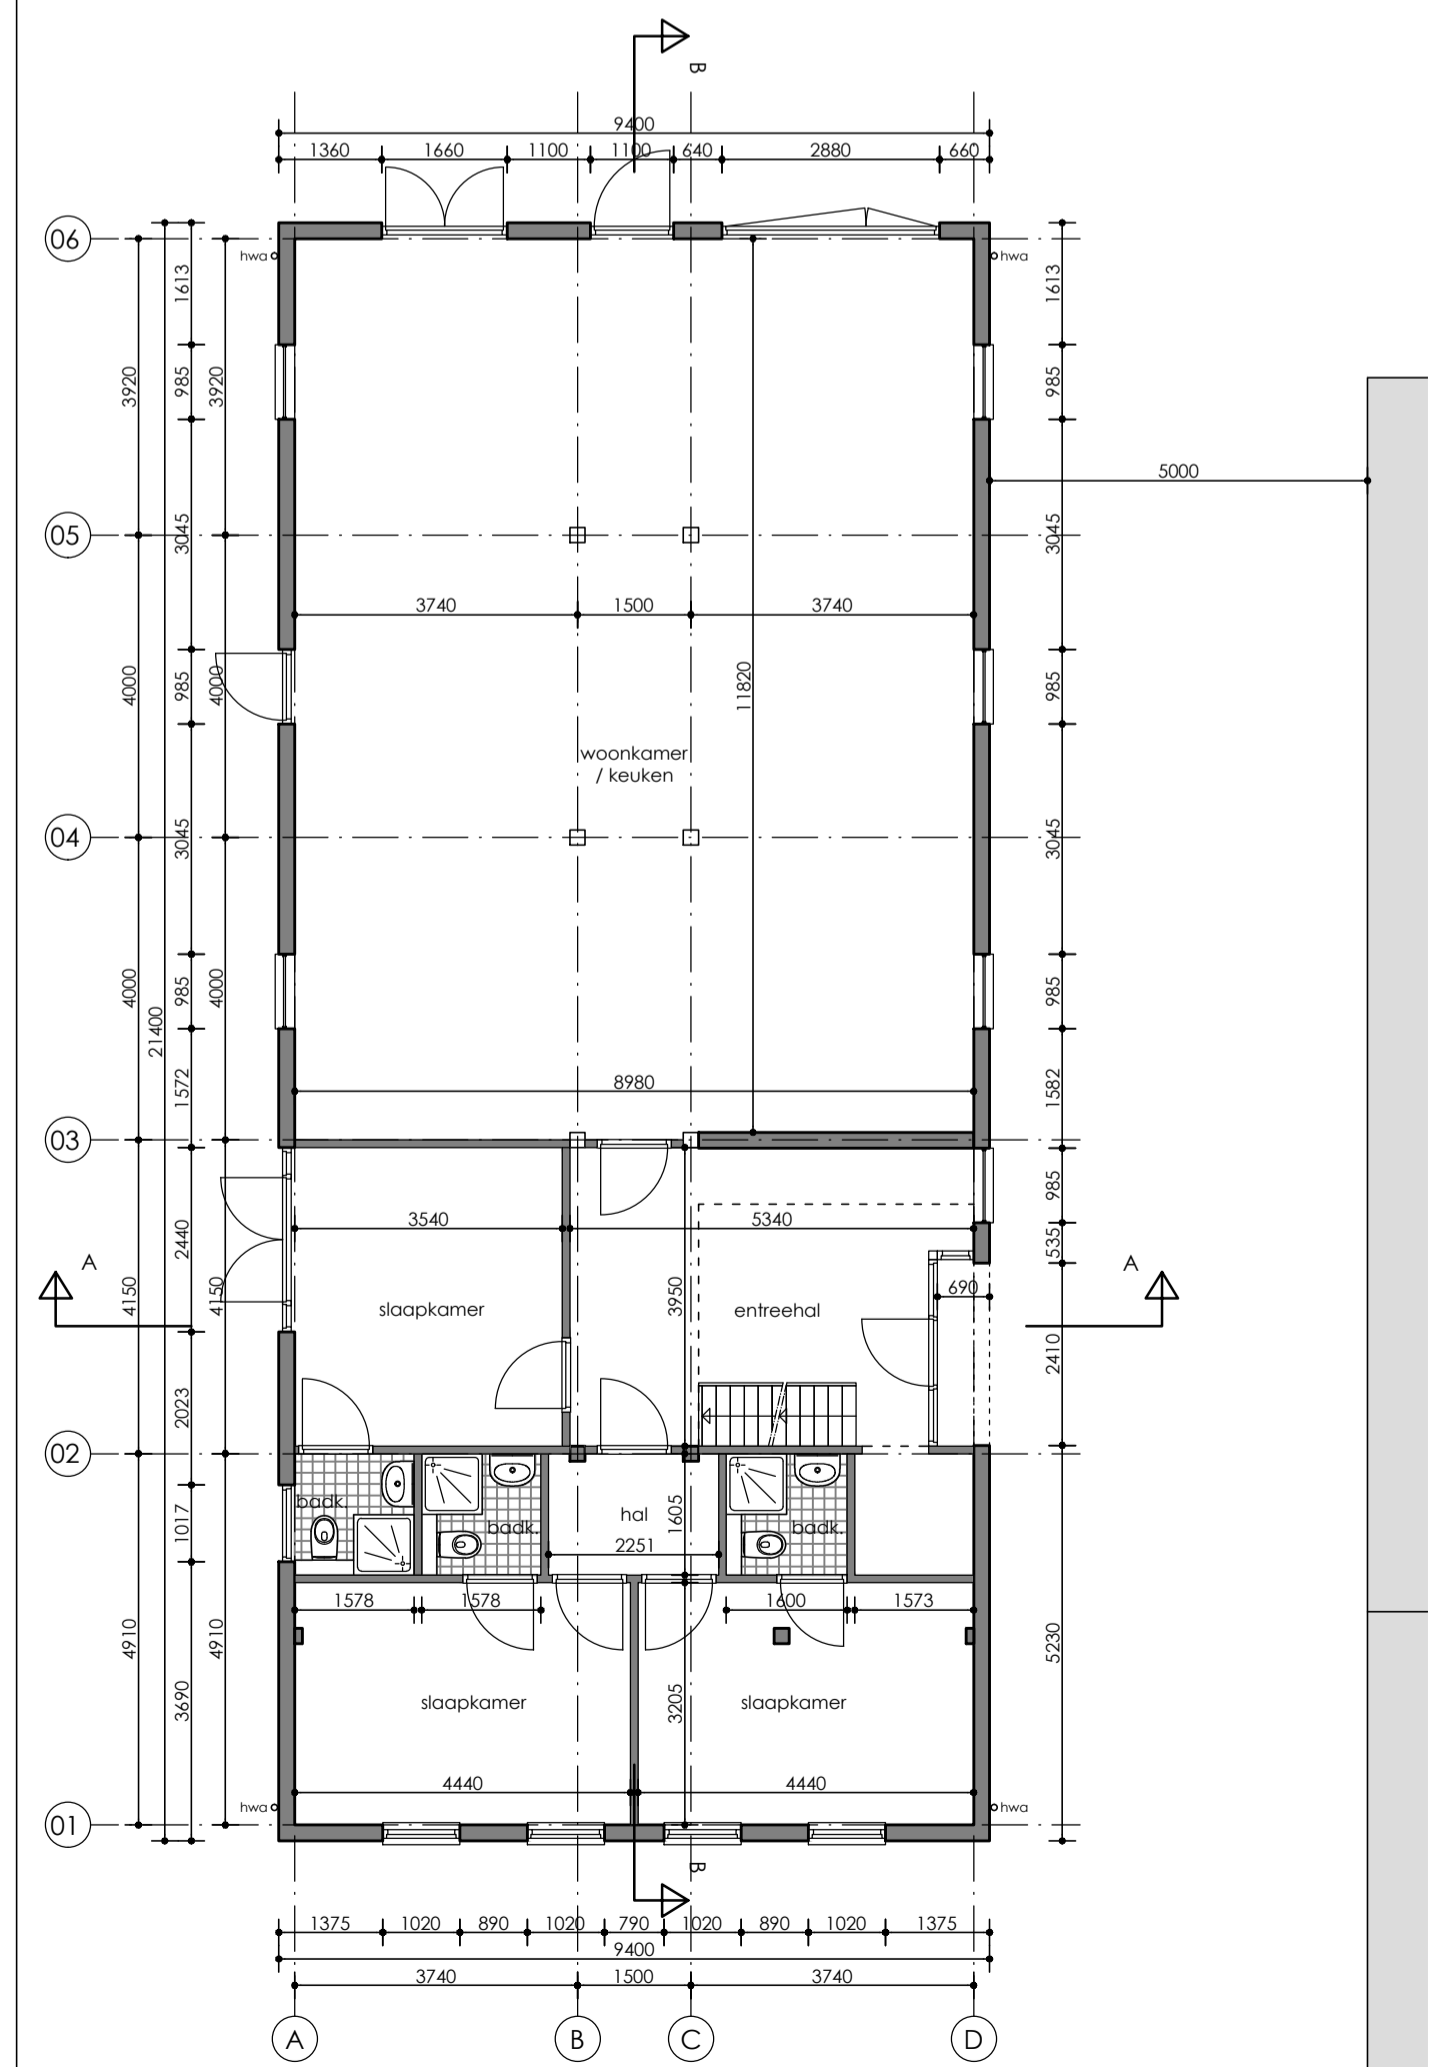 B
9400
1360 1660 1100 1100 640 2880 660
06
hwa hwa
1613 1613
3920 985 3920 985
5000
05
3045 3045
3740 1500 3740
4000 985 4000 11820 985
woonkamer
/ keuken
04
3045 3045
4000 985 4000 985
21400
1572 8980 1582
03
985
3540 5340
2440 535
A A
4150 4150 3950 690
slaapkamer entreehal
2410
2023
02
badk. 1017 badk. hal 1605 badk.
2251
1578 1578 1600 1573
4910 4910 5230
3690 3205
slaapkamer slaapkamer
4440 4440
hwa hwa
01
B
1375 1020 890 1020 790 1020 890 1020 1375
9400
3740 1500 3740
A B C D